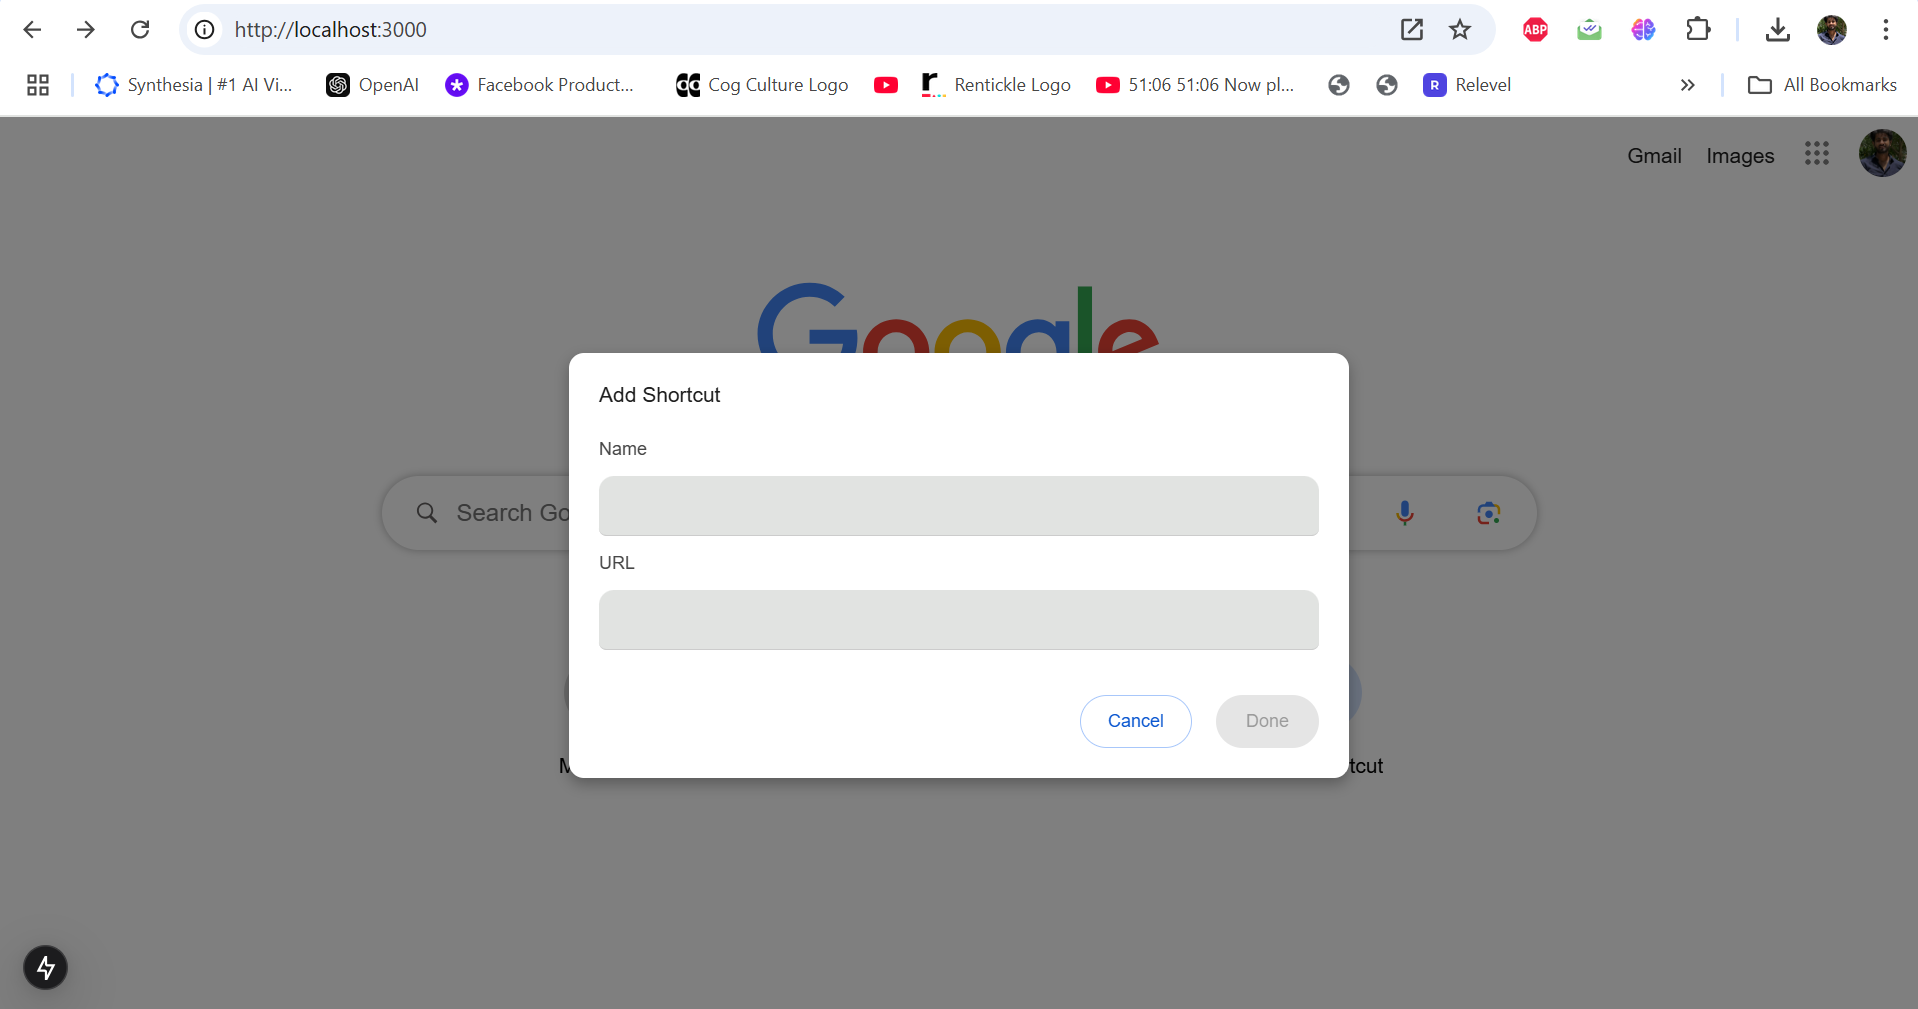 http://localhost:3000
ABP
Synthesia | #1 AI Vi...
OpenAI
Facebook Product...
Cog Culture Logo
r
Rentickle Logo
51:06 51:06 Now pl...
R
Relevel
All Bookmarks
Gmail
Images
Google
Add Shortcut
Name
Search Go
URL
Cancel
Done
tcut